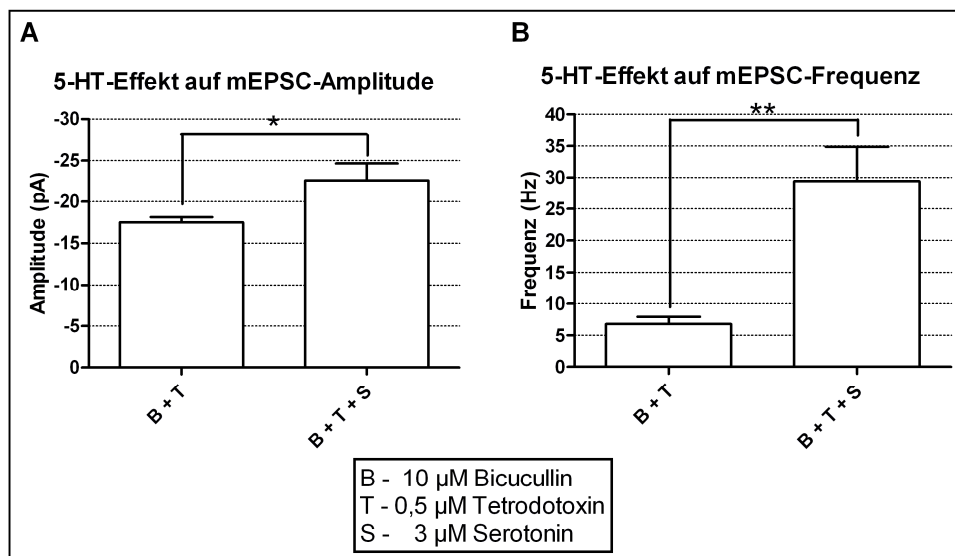 A
5-HT-Effekt auf mEPSC-Amplitude
*
-30
-25
-20
-15
-10
-5
0
Amplitude (pA)
B + T
B + T + S
B
5-HT-Effekt auf mEPSC-Frequenz
**
40
35
30
25
20
15
10
5
0
Frequenz (Hz)
B + T
B + T + S
B - 10 µM Bicucullin
T - 0,5 µM Tetrodotoxin
S - 3 µM Serotonin